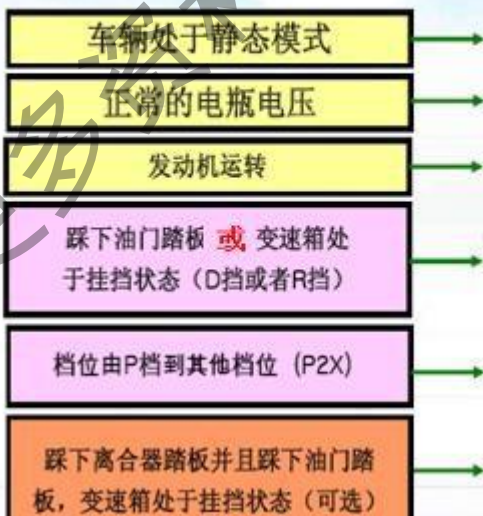 车辆处于静态模式
正常的电瓶电压
发动机运转
踩下油门踏板 或 变速箱处
于挂挡状态（D挡或者R挡）
档位由P档到其他档位（P2X）
踩下离合器踏板并且踩下油门踏
板，变速箱处于挂挡状态（可选）